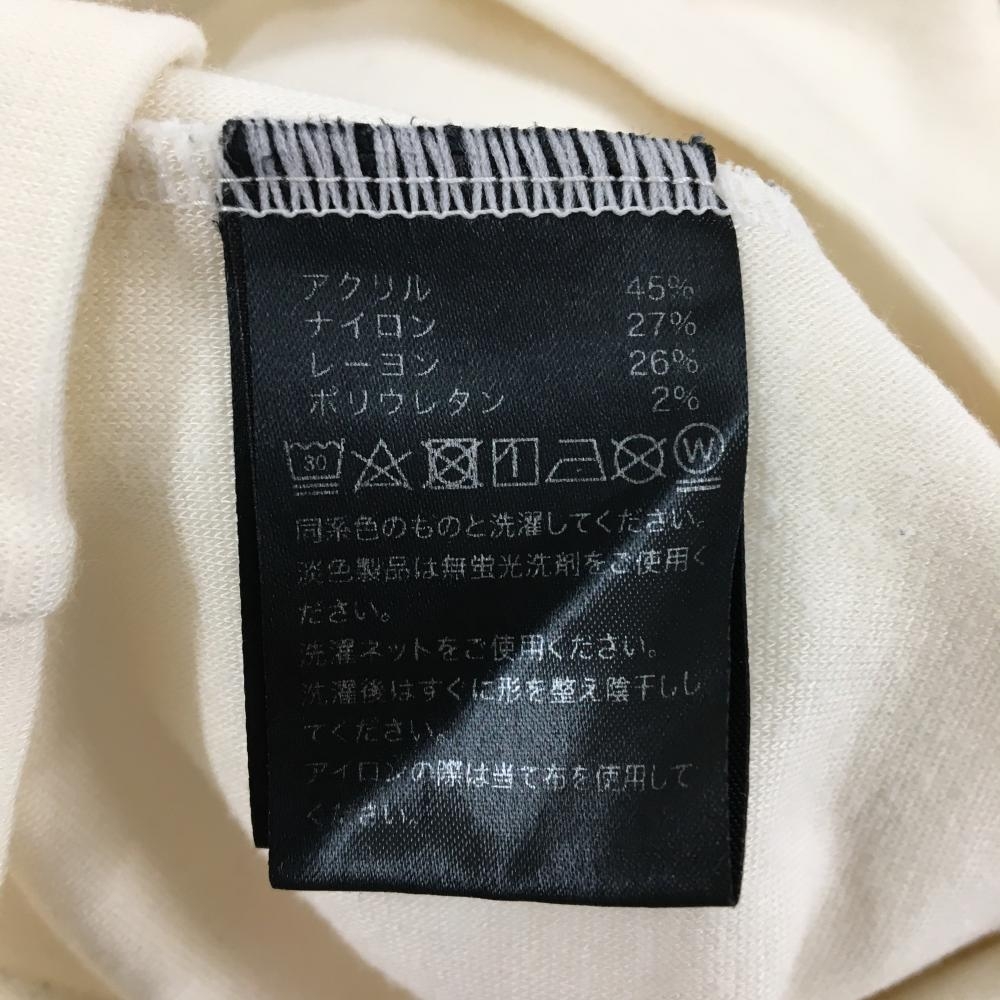 アクリル 45%
ナイロン 27%
レーヨン 26%
ポリウレタン 2%
30 W
同系色のものと洗濯してください。
淡色製品は無蛍光洗剤をご使用く
ださい。
洗濯ネットをご使用ください。
洗濯後はすぐに形を整え陰干しし
てください。
アイロンの際は当て布を使用して
ください。